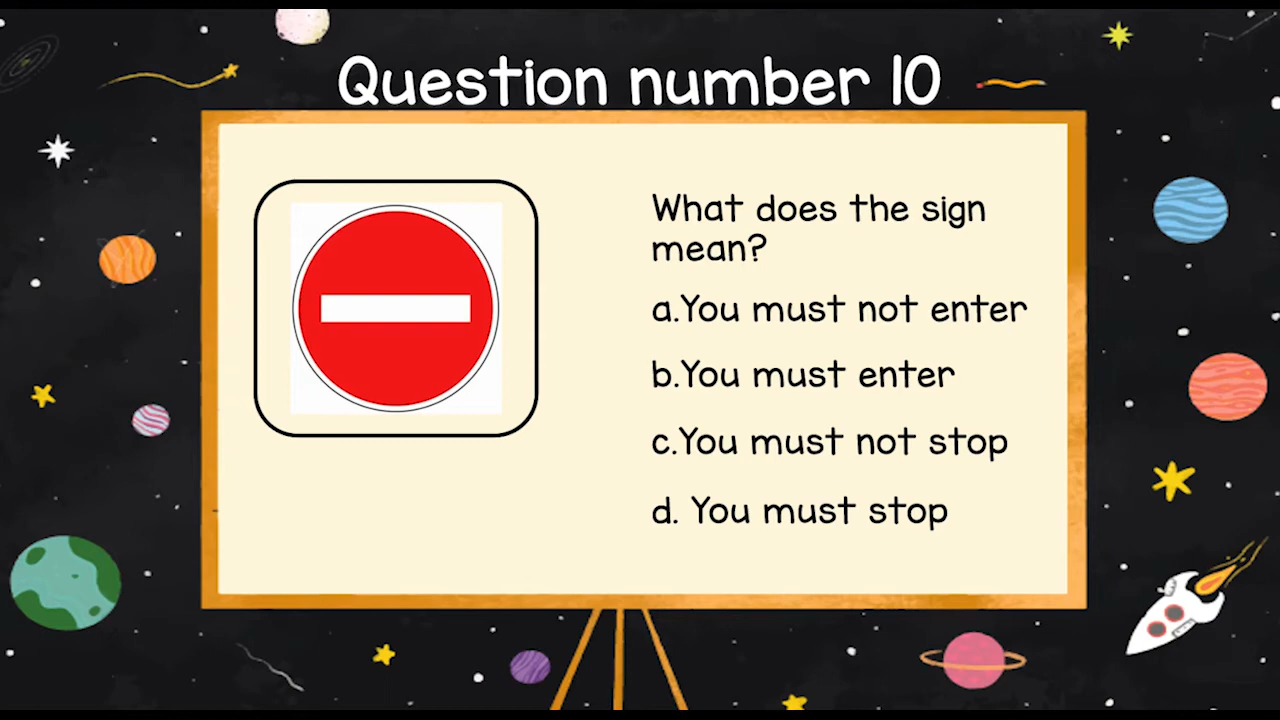 Question number 10
What does the sign
mean?
a.You must not enter
b.You must enter
c.You must not stop
d. You must stop